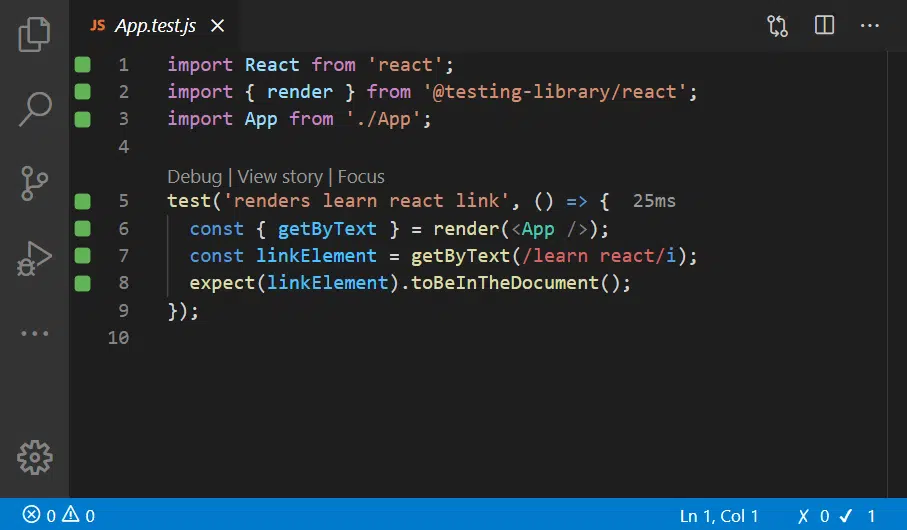 JS App.test.js
1 import React from 'react';
2 import { render } from '@testing-library/react';
3 import App from './App';
4
Debug | View story | Focus
5 test('renders learn react link', () => { 25ms
6   const { getByText } = render(<App />);
7   const linkElement = getByText(/learn react/i);
8   expect(linkElement).toBeInTheDocument();
9 });
10
0 0 Ln 1, Col 1 ✗ 0 ✓ 1